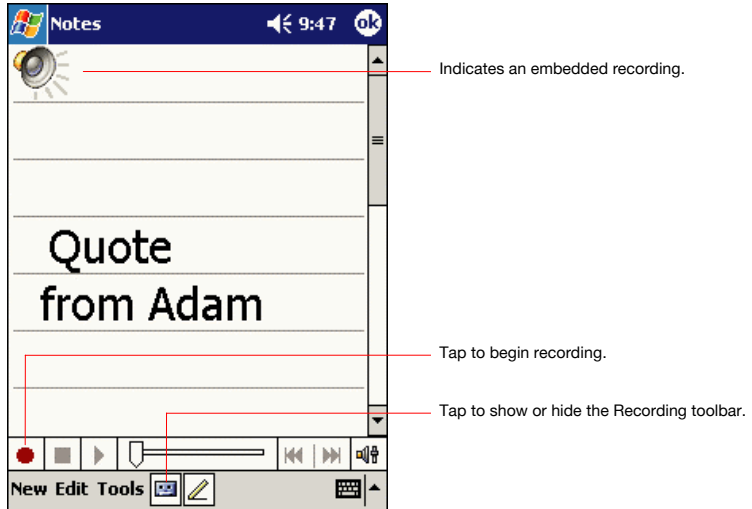 Notes 9:47 ok
Indicates an embedded recording.
Quote
from Adam
Tap to begin recording.
Tap to show or hide the Recording toolbar.
New Edit Tools